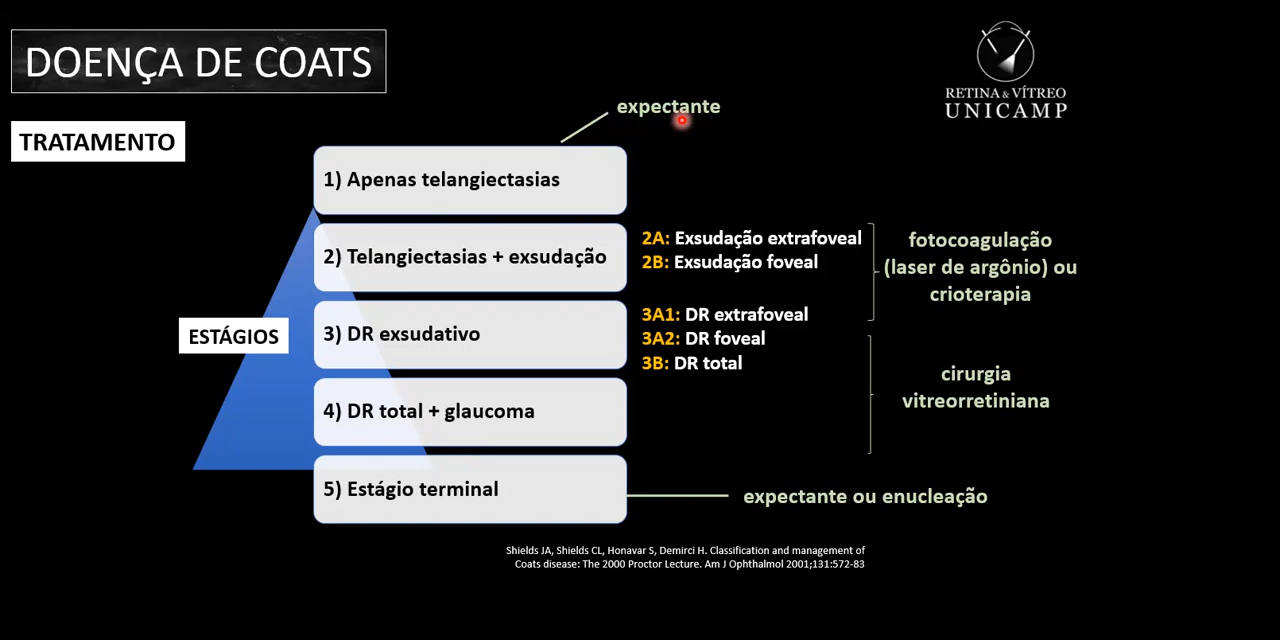 DOENÇA DE COATS
RETINA & VÍTREO
UNICAMP
TRATAMENTO
expectante
1) Apenas telangiectasias
2) Telangiectasias + exsudação
2A: Exsudação extrafoveal
2B: Exsudação foveal
fotocoagulação
(laser de argônio) ou
crioterapia
ESTÁGIOS
3) DR exsudativo
3A1: DR extrafoveal
3A2: DR foveal
3B: DR total
cirurgia
vitreorretiniana
4) DR total + glaucoma
5) Estágio terminal
expectante ou enucleação
Shields JA, Shields CL, Honavar S, Demirci H. Classification and management of
Coats disease: The 2000 Proctor Lecture. Am J Ophthalmol 2001;131:572-83